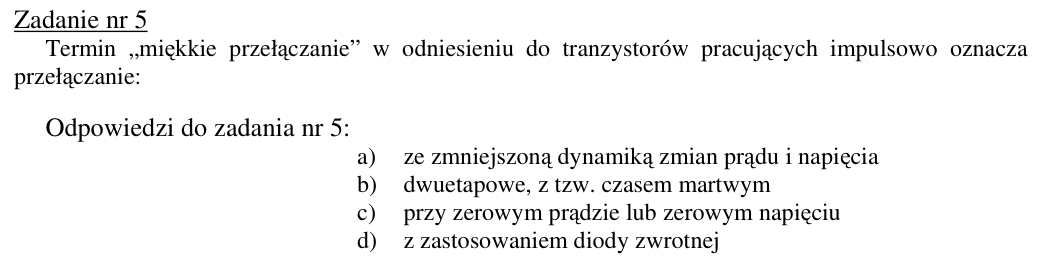 Zadanie nr 5
Termin „miękkie przełączanie” w odniesieniu do tranzystorów pracujących impulsowo oznacza
przełączanie:
Odpowiedzi do zadania nr 5:
a) ze zmniejszoną dynamiką zmian prądu i napięcia
b) dwuetapowe, z tzw. czasem martwym
c) przy zerowym prądzie lub zerowym napięciu
d) z zastosowaniem diody zwrotnej